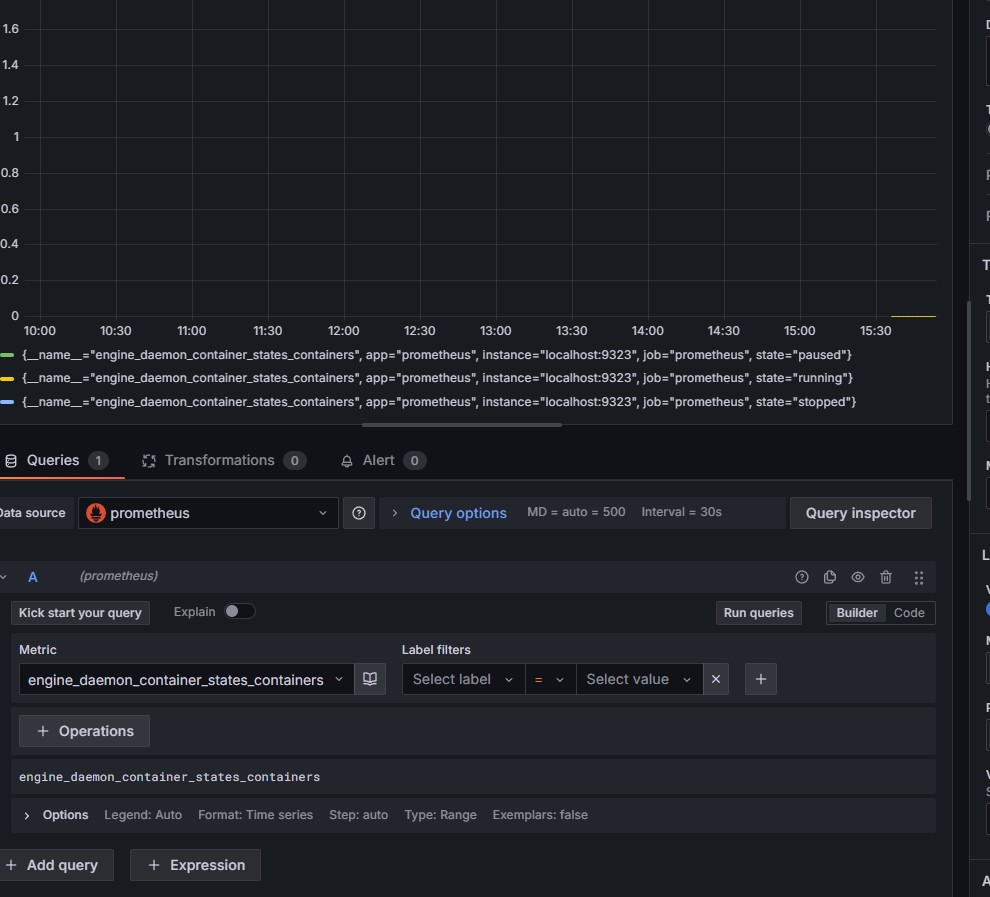 1.6
1.4
1.2
1
0.8
0.6
0.4
0.2
0
10:00 10:30 11:00 11:30 12:00 12:30 13:00 13:30 14:00 14:30 15:00 15:30
{__name__="engine_daemon_container_states_containers", app="prometheus", instance="localhost:9323", job="prometheus", state="paused"}
{__name__="engine_daemon_container_states_containers", app="prometheus", instance="localhost:9323", job="prometheus", state="running"}
{__name__="engine_daemon_container_states_containers", app="prometheus", instance="localhost:9323", job="prometheus", state="stopped"}
Queries 1 Transformations 0 Alert 0
Data source prometheus Query options MD = auto = 500 Interval = 30s Query inspector
A (prometheus)
Kick start your query Explain Run queries Builder Code
Metric Label filters
engine_daemon_container_states_containers Select label = Select value
+ Operations
engine_daemon_container_states_containers
Options Legend: Auto Format: Time series Step: auto Type: Range Exemplars: false
+ Add query + Expression